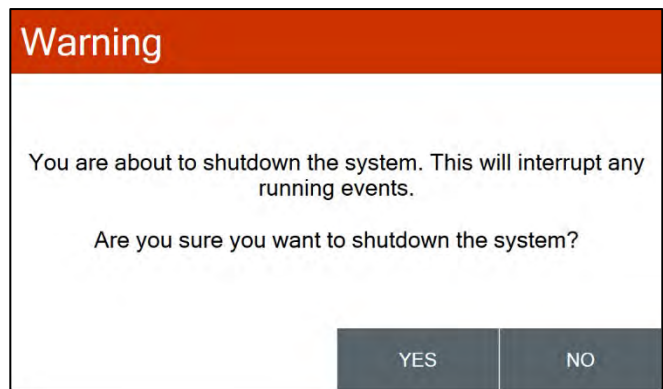 Warning
You are about to shutdown the system. This will interrupt any
running events.
Are you sure you want to shutdown the system?
YES
NO